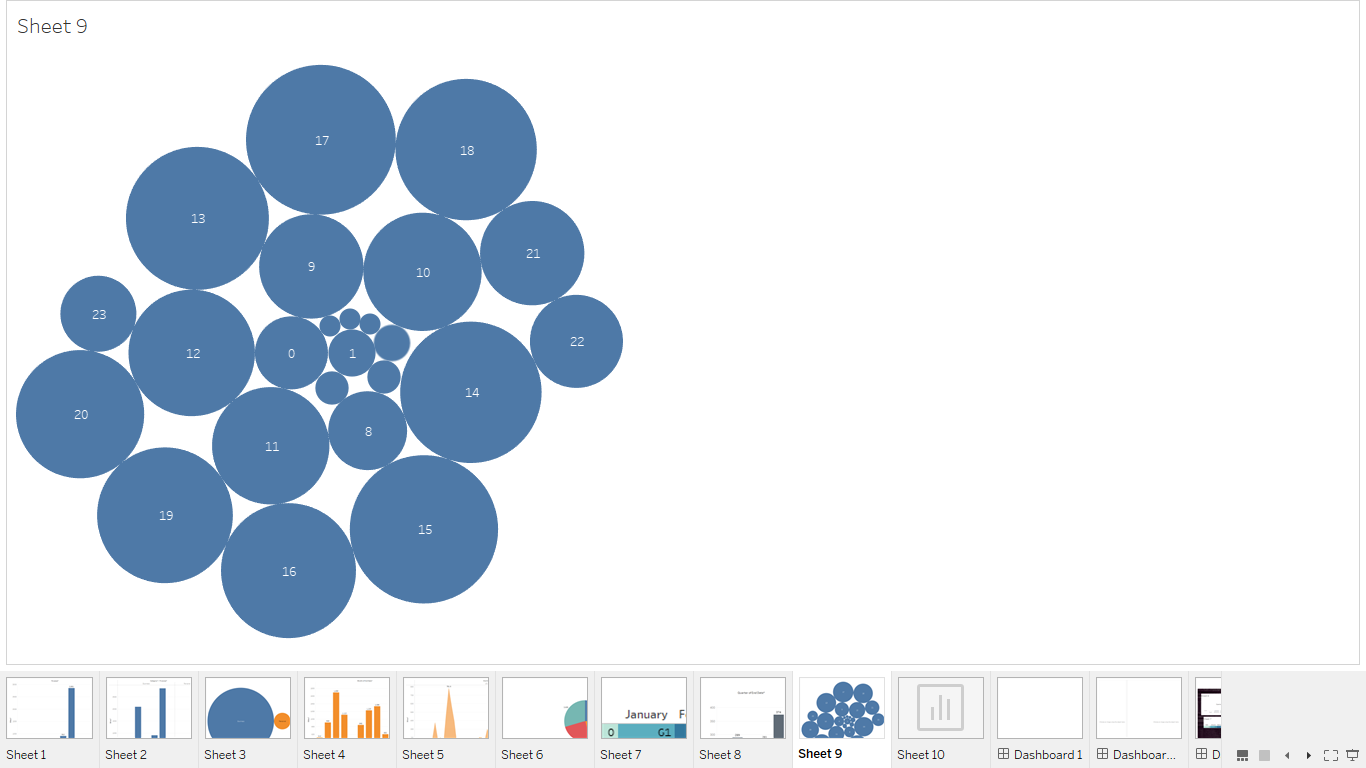 Sheet 9
17
18
13
9
10
21
23
12
0
1
22
20
14
11
8
19
15
16
January F
0 G1
Sheet 1
Sheet 2
Sheet 3
Sheet 4
Sheet 5
Sheet 6
Sheet 7
Sheet 8
Sheet 9
Sheet 10
Dashboard 1
Dashboar...
D